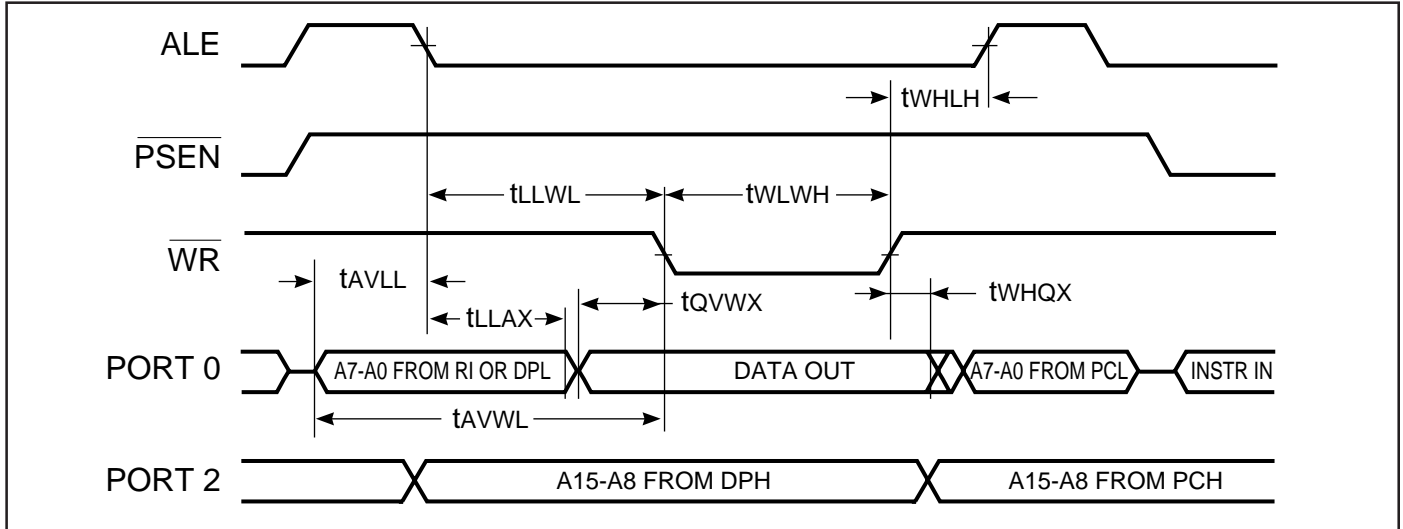 ALE
tWHLH
PSEN
tLLWL
tWLWH
WR
tAVLL
tLLAX
tQVWX
tWHQX
PORT 0
A7-A0 FROM RI OR DPL
DATA OUT
A7-A0 FROM PCL
INSTR IN
tAVWL
PORT 2
A15-A8 FROM DPH
A15-A8 FROM PCH